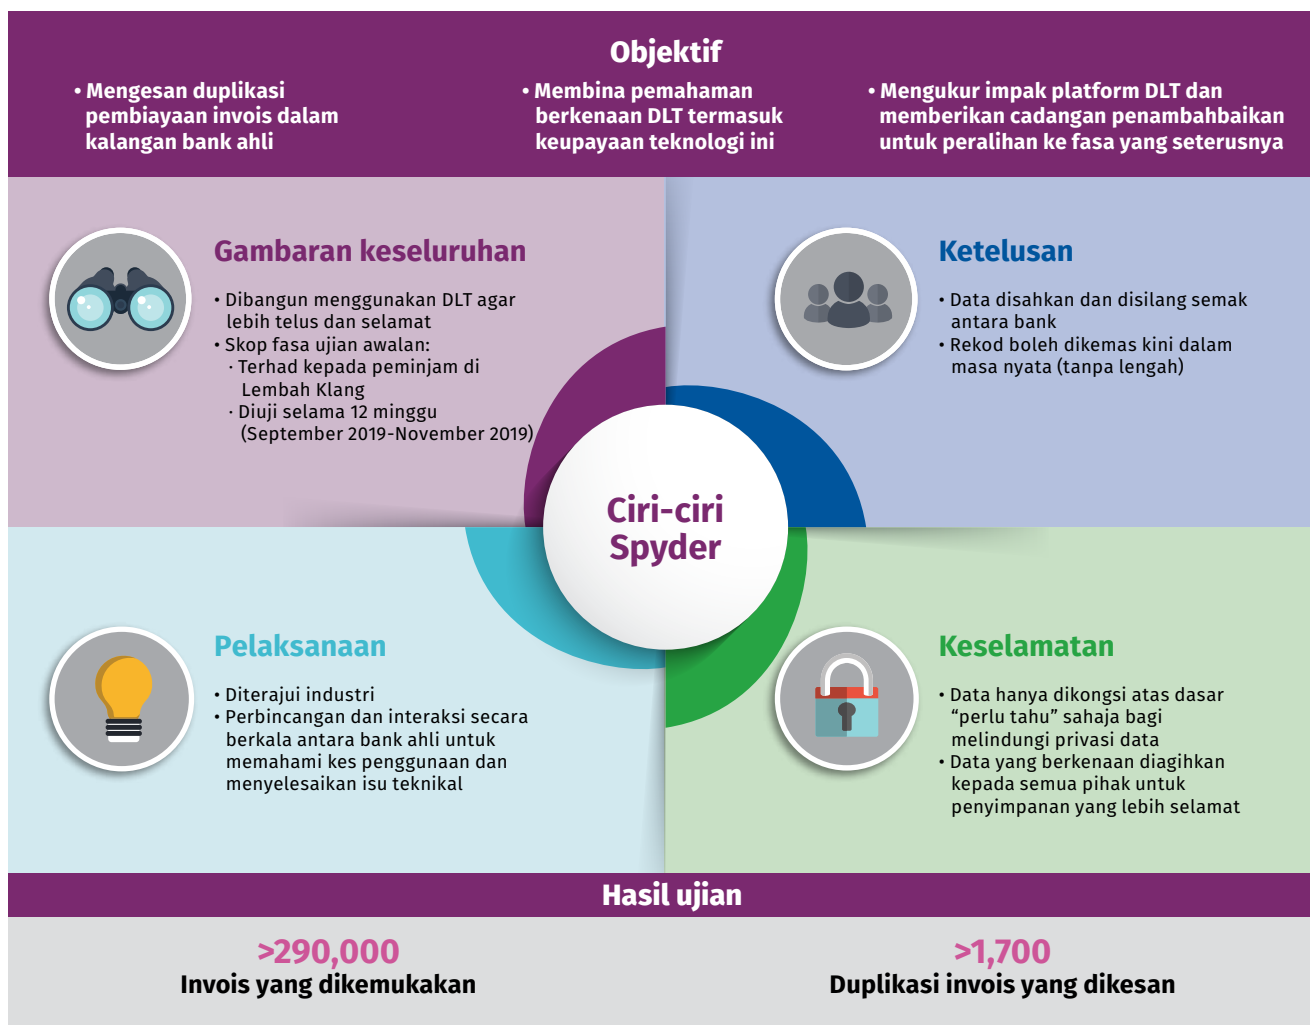 Objektif
• Mengesan duplikasi
pembiayaan invois dalam
kalangan bank ahli
• Membina pemahaman
berkenaan DLT termasuk
keupayaan teknologi ini
• Mengukur impak platform DLT dan
memberikan cadangan penambahbaikan
untuk peralihan ke fasa yang seterusnya
Gambaran keseluruhan
• Dibangun menggunakan DLT agar
lebih telus dan selamat
• Skop fasa ujian awalan:
· Terhad kepada peminjam di
Lembah Klang
· Diuji selama 12 minggu
(September 2019-November 2019)
Ketelusan
• Data disahkan dan disilang semak
antara bank
• Rekod boleh dikemas kini dalam
masa nyata (tanpa lengah)
Ciri-ciri
Spyder
Pelaksanaan
• Diterajui industri
• Perbincangan dan interaksi secara
berkala antara bank ahli untuk
memahami kes penggunaan dan
menyelesaikan isu teknikal
Keselamatan
• Data hanya dikongsi atas dasar
“perlu tahu” sahaja bagi
melindungi privasi data
• Data yang berkenaan diagihkan
kepada semua pihak untuk
penyimpanan yang lebih selamat
Hasil ujian
>290,000
Invois yang dikemukakan
>1,700
Duplikasi invois yang dikesan